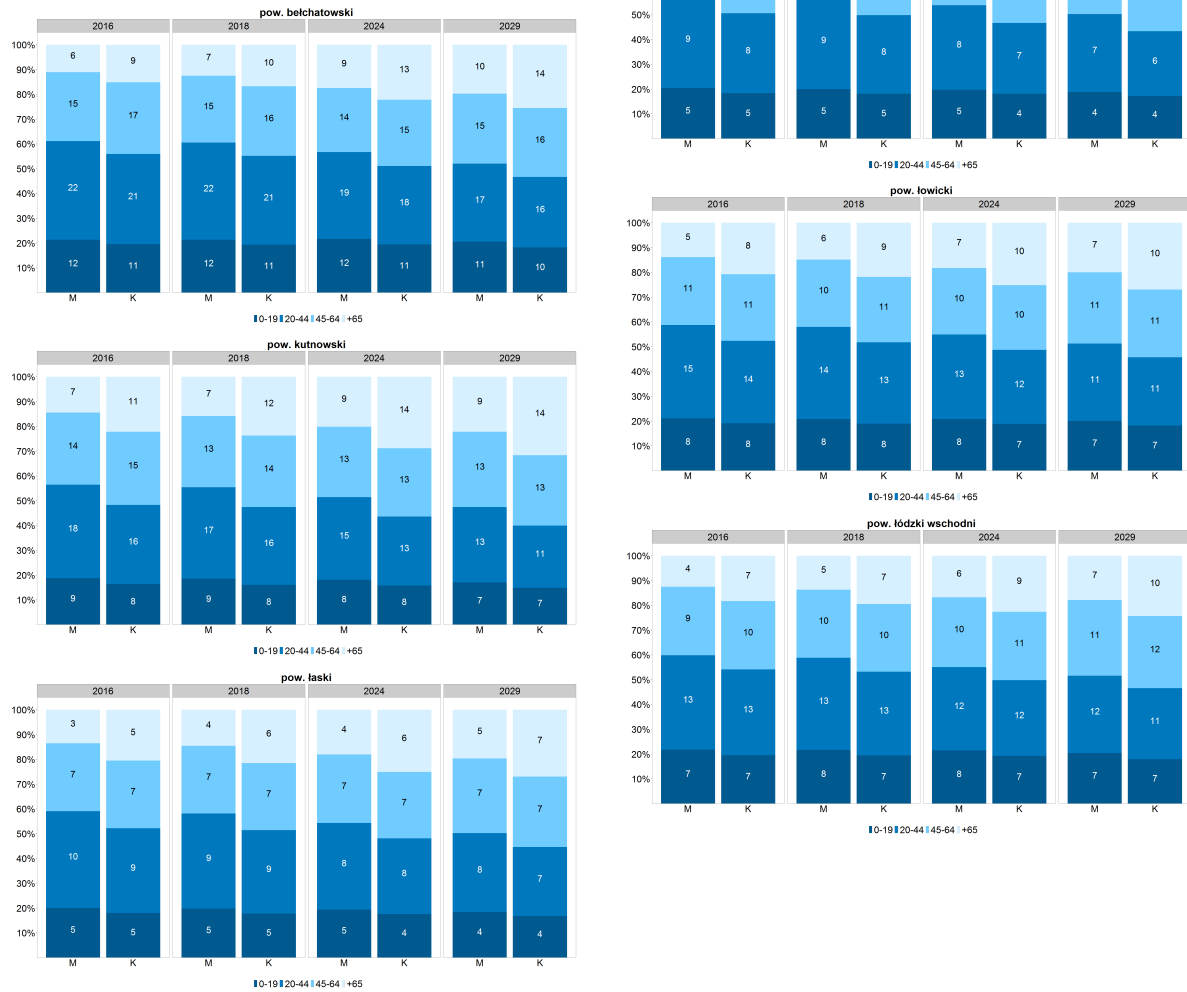 pow. bełchatowski
2016 2018 2024 2029
100%
90%
80%
70%
60%
50%
40%
30%
20%
10%
6 9 7 10 9 13 10 14
15 17 15 16 14 15 15 16
22 21 22 21 19 18 17 16
12 11 12 11 12 11 11 10
M K M K M K M K
0-19 20-44 45-64 +65
pow. kutnowski
2016 2018 2024 2029
100%
90%
80%
70%
60%
50%
40%
30%
20%
10%
7 11 7 12 9 14 9 14
14 15 13 14 13 13 13 13
18 16 17 16 15 13 13 11
9 8 9 8 8 8 7 7
M K M K M K M K
0-19 20-44 45-64 +65
pow. łaski
2016 2018 2024 2029
100%
90%
80%
70%
60%
50%
40%
30%
20%
10%
3 5 4 6 4 6 5 7
7 7 7 7 7 7 7 7
10 9 9 9 8 8 8 7
5 5 5 5 5 4 4 4
M K M K M K M K
0-19 20-44 45-64 +65
50%
40%
30%
20%
10%
9 8 9 8 8 7 7 6
5 5 5 5 5 4 4 4
M K M K M K M K
0-19 20-44 45-64 +65
pow. łowicki
2016 2018 2024 2029
100%
90%
80%
70%
60%
50%
40%
30%
20%
10%
5 8 6 9 7 10 7 10
11 11 10 11 10 10 11 11
15 14 14 13 13 12 11 11
8 8 8 8 8 7 7 7
M K M K M K M K
0-19 20-44 45-64 +65
pow. łódzki wschodni
2016 2018 2024 2029
100%
90%
80%
70%
60%
50%
40%
30%
20%
10%
4 7 5 7 6 9 7 10
9 10 10 10 10 11 11 12
13 13 13 13 12 12 12 11
7 7 8 7 8 7 7 7
M K M K M K M K
0-19 20-44 45-64 +65